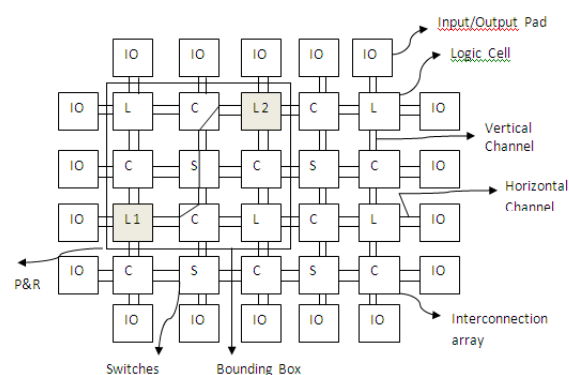 Input/Output Pad
IO IO IO IO IO
Logic Cell
IO L C L2 C L IO
Vertical
Channel
IO C S C S C IO
Horizontal
Channel
IO L1 C L C L IO
IO C S C S C IO
P&R
IO IO IO IO IO
Interconnection
array
Switches Bounding Box